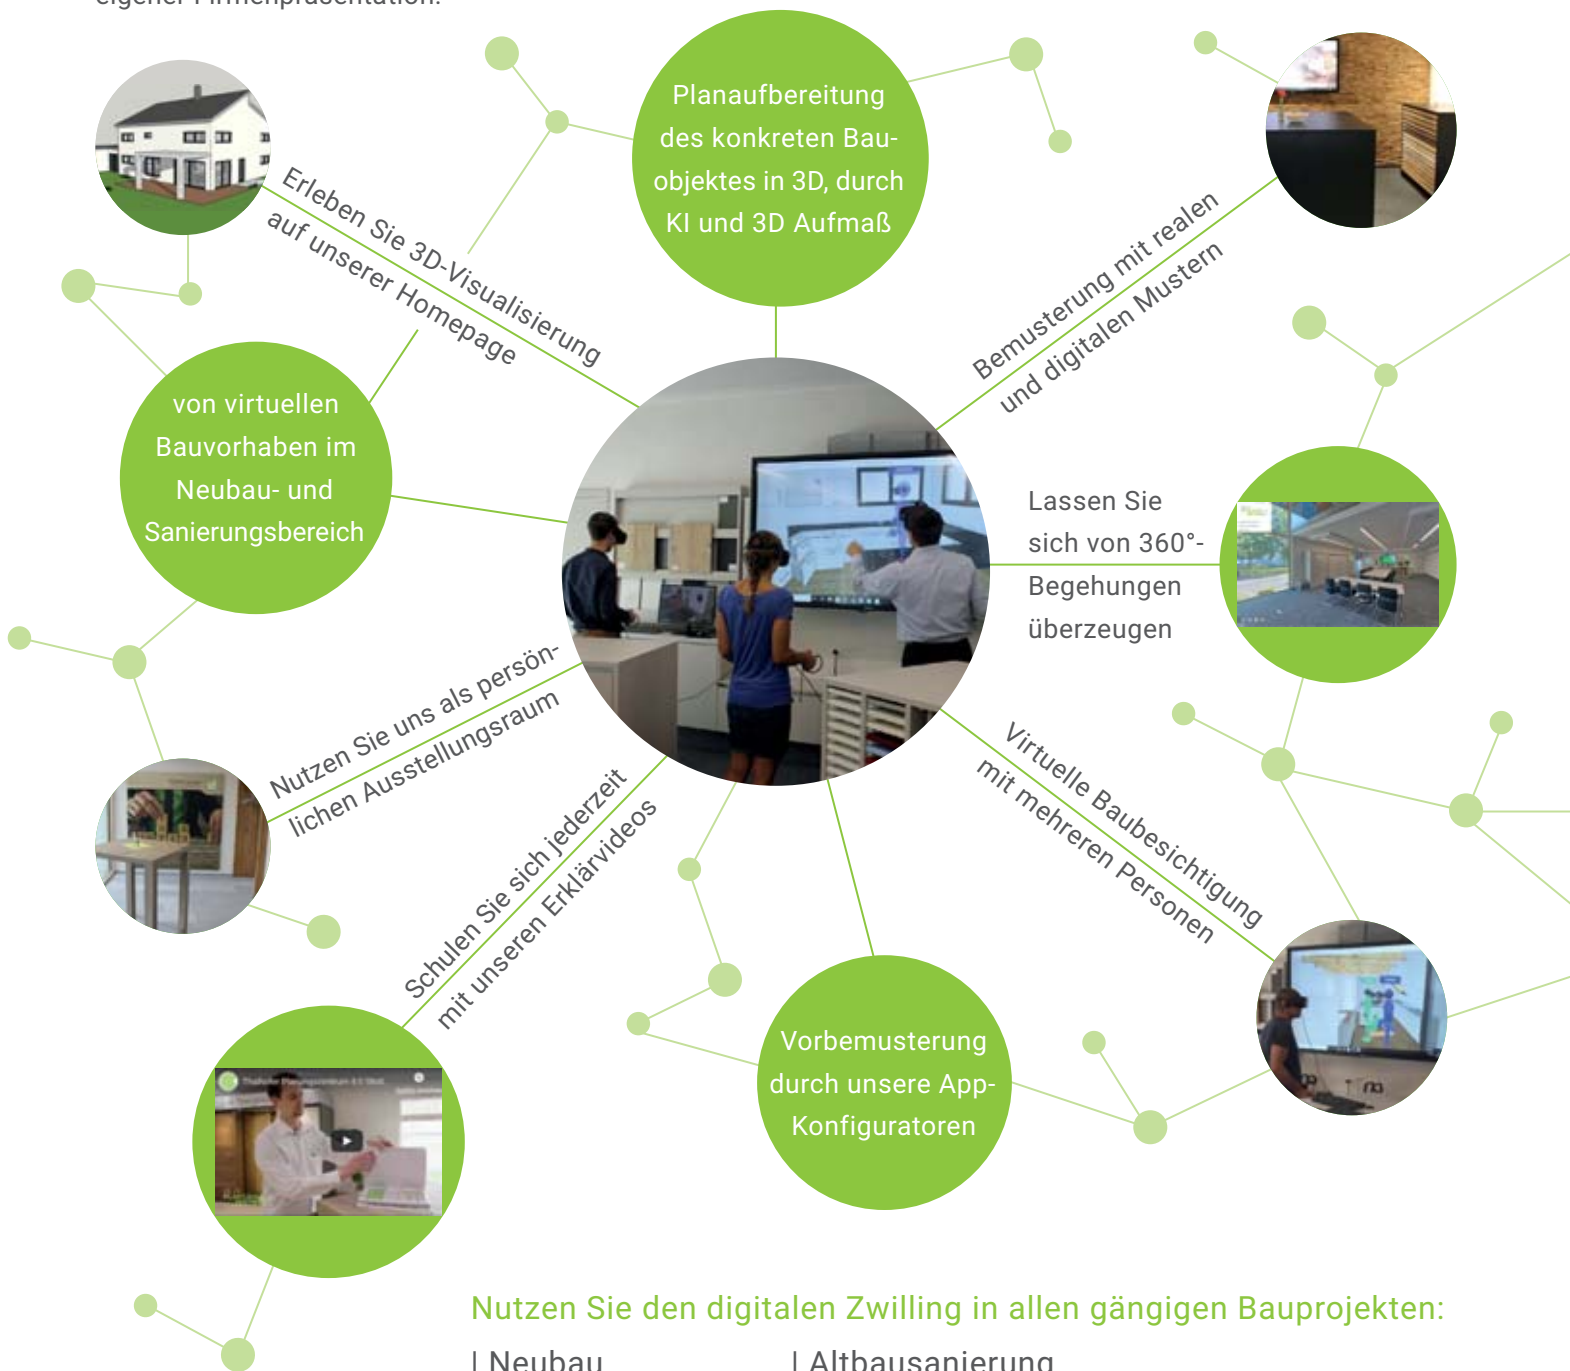 eigener Firmenpräsentation.
Planaufbereitung
des konkreten Bau-
objektes in 3D, durch
KI und 3D Aufmaß
Erleben Sie 3D-Visualisierung
auf unserer Homepage
Bemusterung mit realen
und digitalen Mustern
von virtuellen
Bauvorhaben im
Neubau- und
Sanierungsbereich
Lassen Sie
sich von 360°-
Begehungen
überzeugen
Nutzen Sie uns als persön-
lichen Ausstellungsraum
Virtuelle Baubesichtigung
mit mehreren Personen
Schulen Sie sich jederzeit
mit unseren Erklärvideos
Vorbemusterung
durch unsere App-
Konfiguratoren
Nutzen Sie den digitalen Zwilling in allen gängigen Bauprojekten:
| Neubau
| Altbausanierung